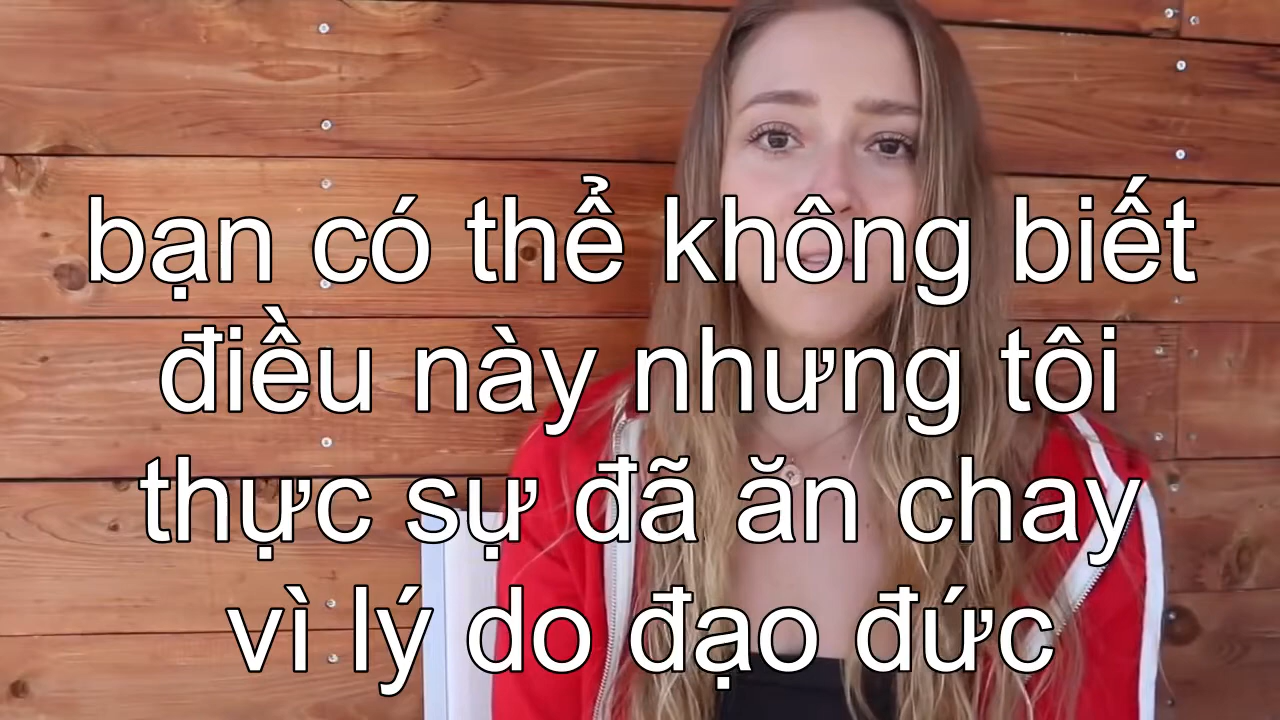 bạn có thể không biết
điều này nhưng tôi
thực sự đã ăn chay
vì lý do đạo đức